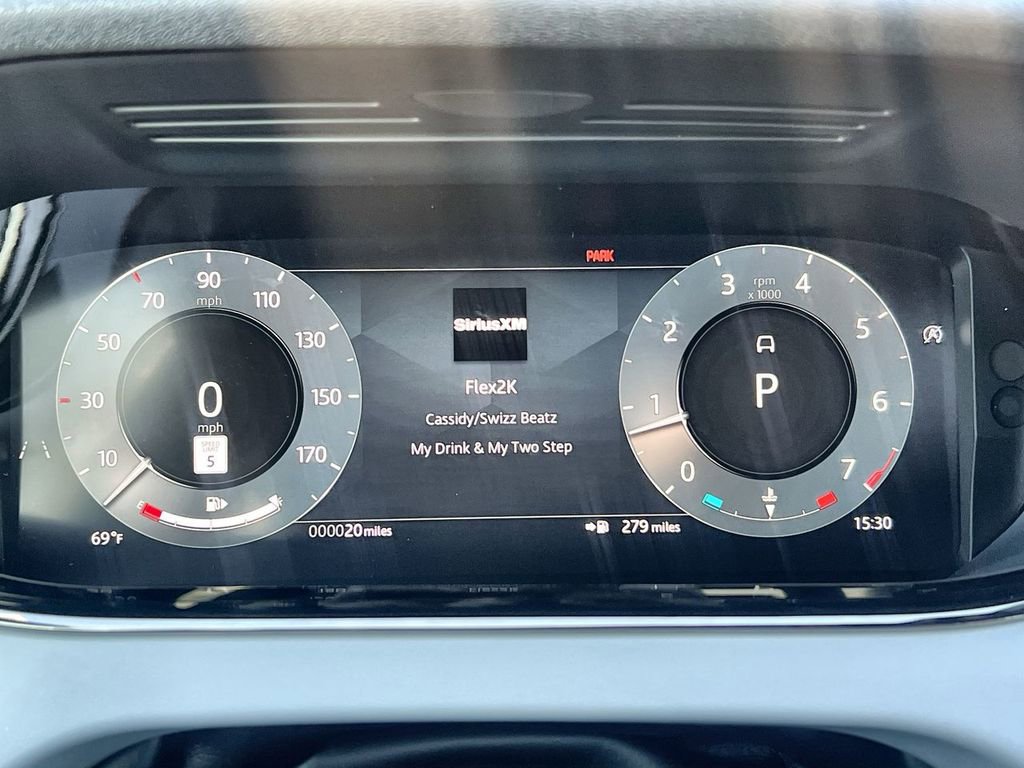 PARK
90
mph
70
110
50
130
30
150
10
170
0
mph
SPEED
LIMIT
5
SiriusXM
Flex2K
Cassidy/Swizz Beatz
My Drink & My Two Step
3
rpm
x 1000
4
2
5
1
6
0
7
A
P
69°F
000020 miles
279 miles
15:30